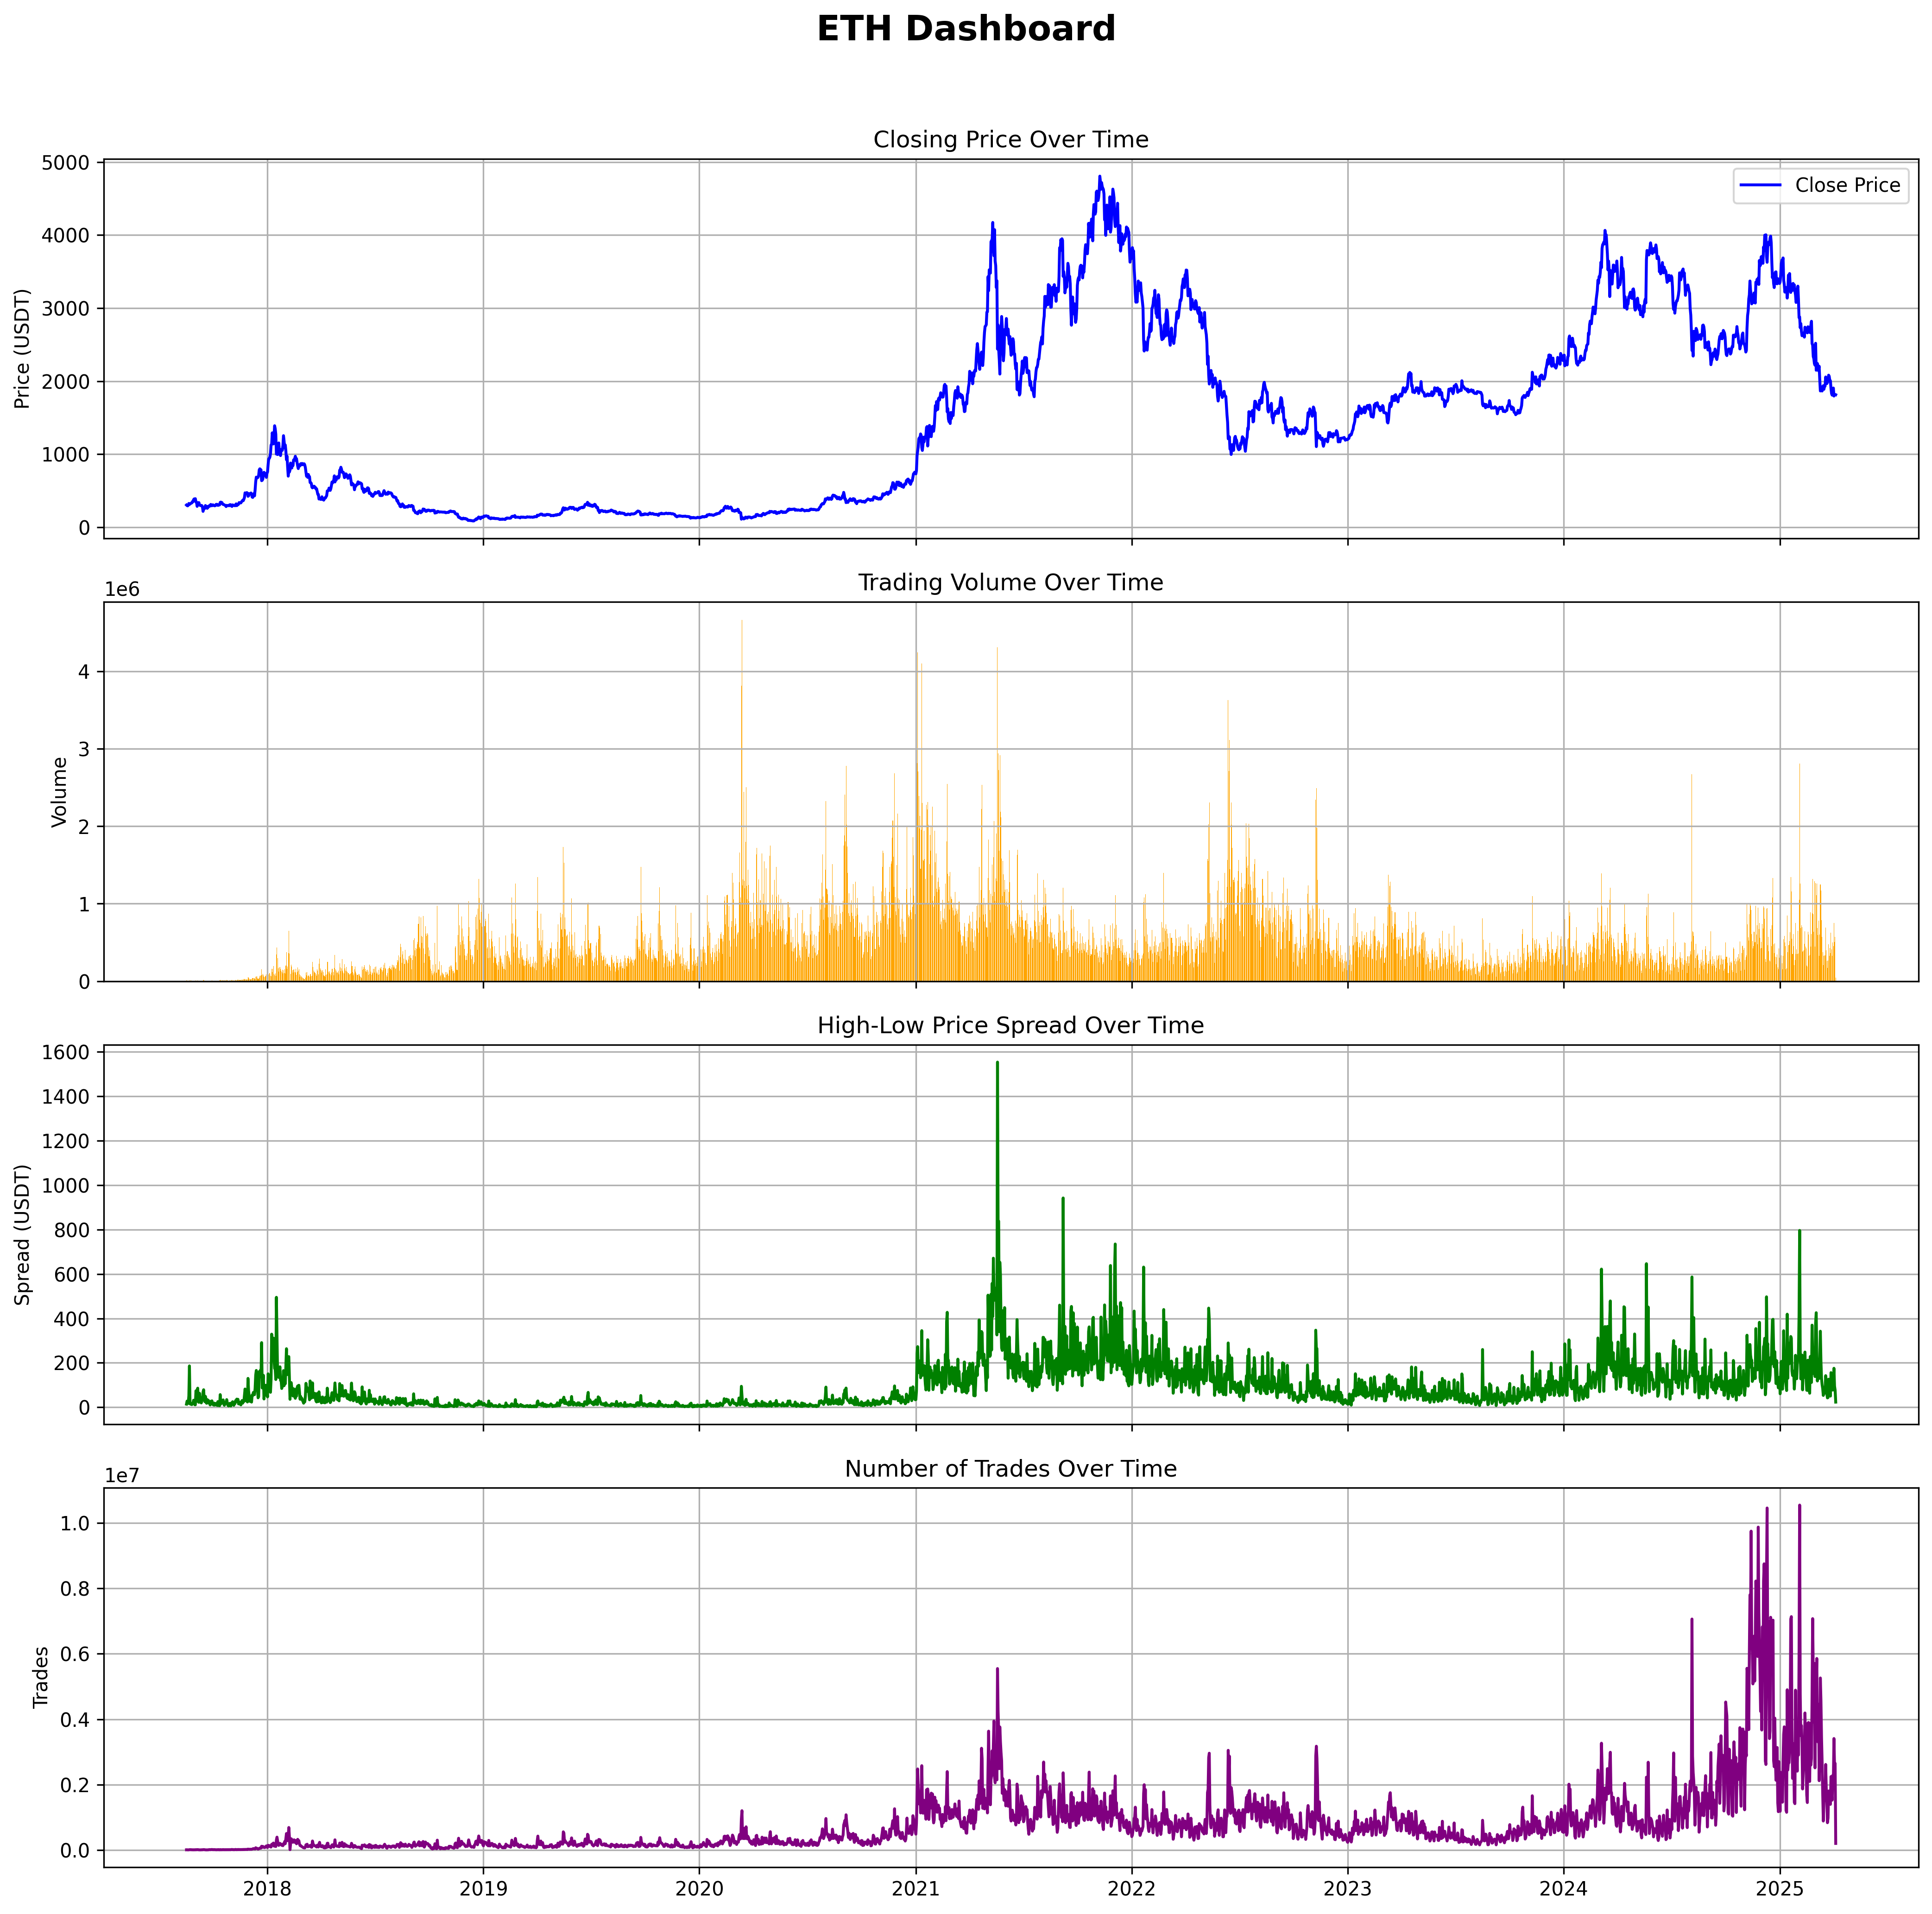 ETH Dashboard
Closing Price Over Time
Price (USDT)
5000
4000
3000
2000
1000
0
Close Price
Trading Volume Over Time
1e6
Volume
4
3
2
1
0
High-Low Price Spread Over Time
Spread (USDT)
1600
1400
1200
1000
800
600
400
200
0
Number of Trades Over Time
1e7
Trades
1.0
0.8
0.6
0.4
0.2
0.0
2018 2019 2020 2021 2022 2023 2024 2025